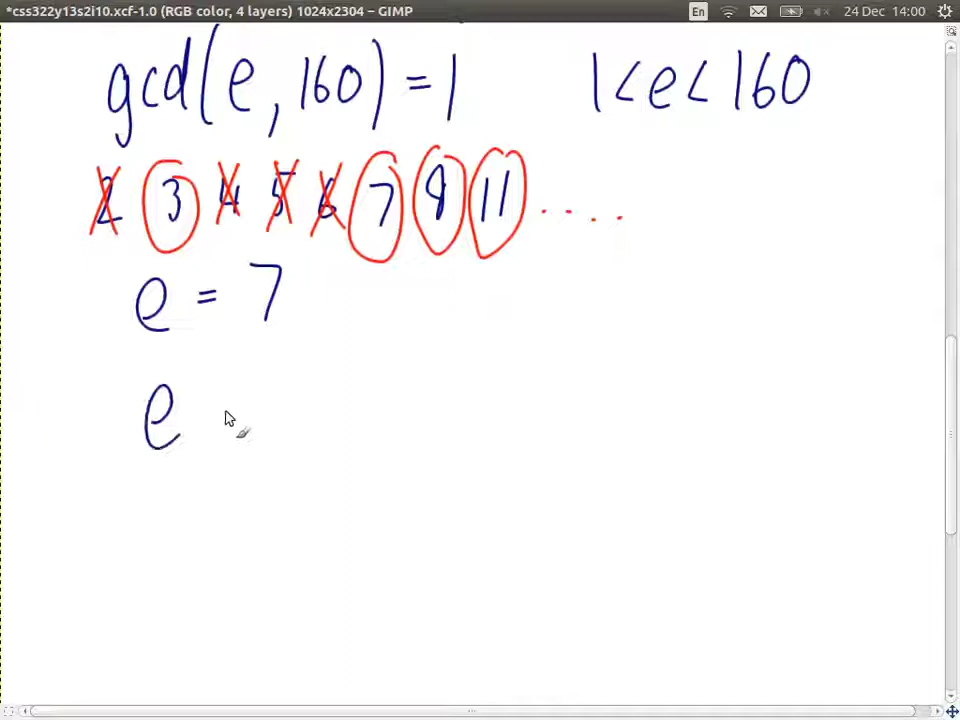 *css322y13s2i10.xcf-1.0 (RGB color, 4 layers) 1024x2304 – GIMP En 24 Dec 14:00
gcd(e, 160) = 1 1 < e < 160
2 3 4 5 6 7 9 11 ....
e = 7
e